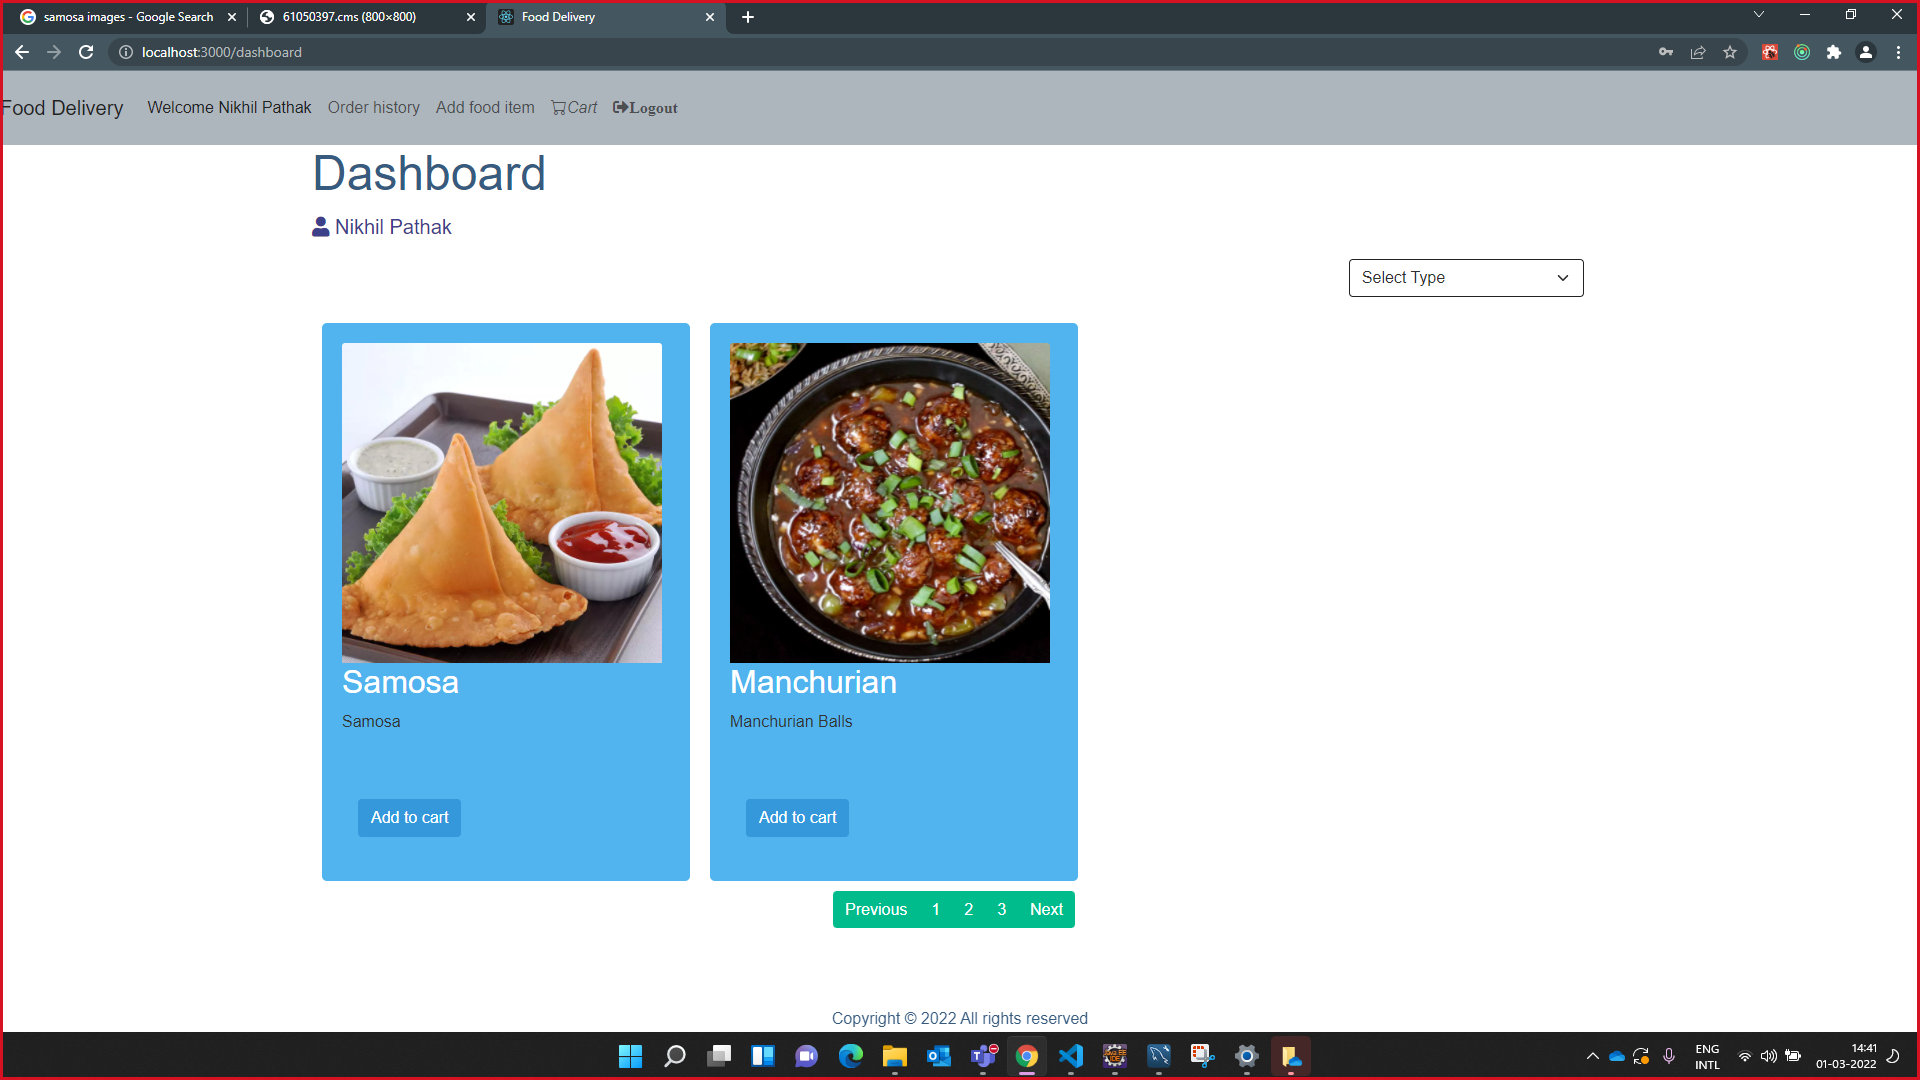 samosa images - Google Search
61050397.cms (800×800)
Food Delivery
localhost:3000/dashboard
Food Delivery
Welcome Nikhil Pathak
Order history
Add food item
Cart
Logout
Dashboard
Nikhil Pathak
Select Type
Samosa
Samosa
Add to cart
Manchurian
Manchurian Balls
Add to cart
Previous 1 2 3 Next
Copyright © 2022 All rights reserved
ENG
INTL
14:41
01-03-2022